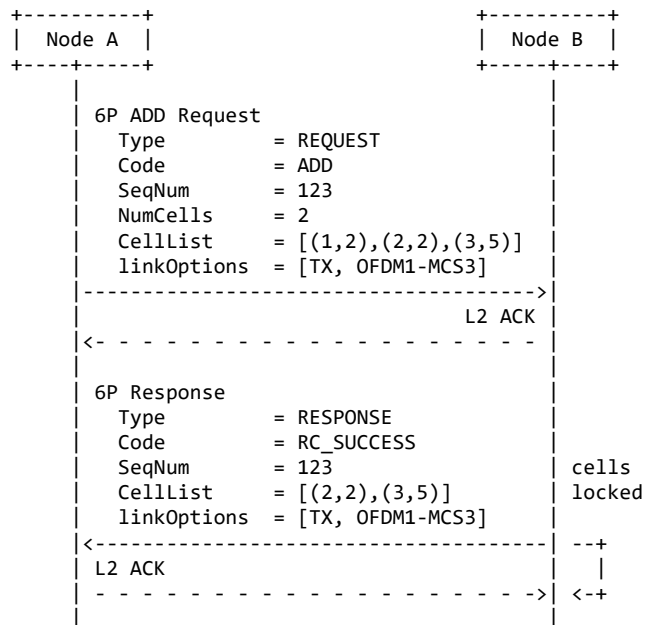 Node A Node B
6P ADD Request
Type = REQUEST
Code = ADD
SeqNum = 123
NumCells = 2
CellList = [(1,2),(2,2),(3,5)]
linkOptions = [TX, OFDM1-MCS3]
L2 ACK
6P Response
Type = RESPONSE
Code = RC_SUCCESS
SeqNum = 123 cells
CellList = [(2,2),(3,5)] locked
linkOptions = [TX, OFDM1-MCS3]
L2 ACK